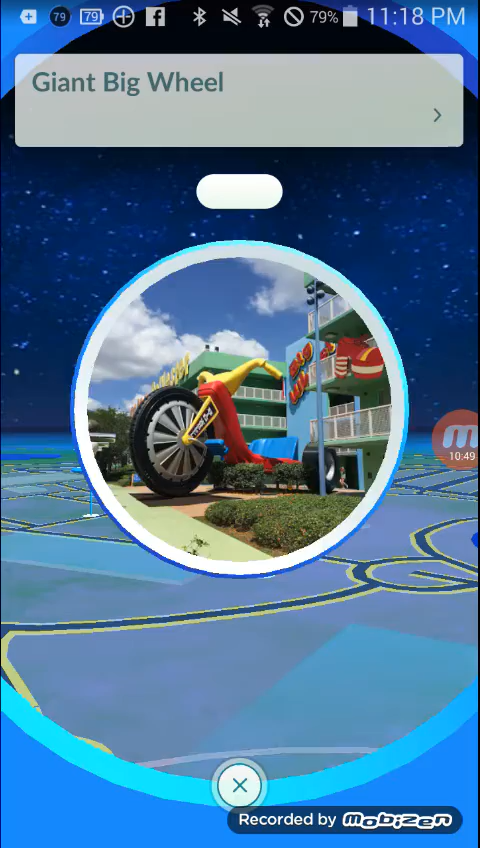 79
79
79%
11:18 PM
Giant Big Wheel
10:49
Recorded by Mobizen